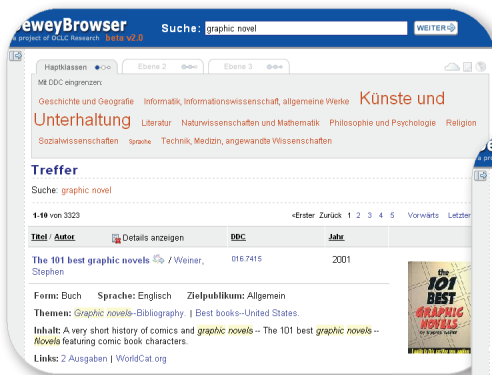 eweyBrowser
a project of OCLC Research beta v2.0
Suche: graphic novel WEITER
Hauptklassen Ebene 2 Ebene 3
Mit DDC eingrenzen:
Geschichte und Geografie Informatik, Informationswissenschaft, allgemeine Werke Künste und
Unterhaltung Literatur Naturwissenschaften und Mathematik Philosophie und Psychologie Religion
Sozialwissenschaften Sprache Technik, Medizin, angewandte Wissenschaften
Treffer
Suche: graphic novel
1-10 von 3323 «Erster Zurück 1 2 3 4 5 Vorwärts Letzter
Titel / Autor Details anzeigen DDC Jahr
The 101 best graphic novels / Weiner, 016.7415 2001
Stephen
Form: Buch Sprache: Englisch Zielpublikum: Allgemein
Themen: Graphic novels--Bibliography. | Best books--United States.
Inhalt: A very short history of comics and graphic novels -- The 101 best graphic novels --
Novels featuring comic book characters.
Links: 2 Ausgaben | WorldCat.org
the
101
BEST
GRAPHIC
NOVELS